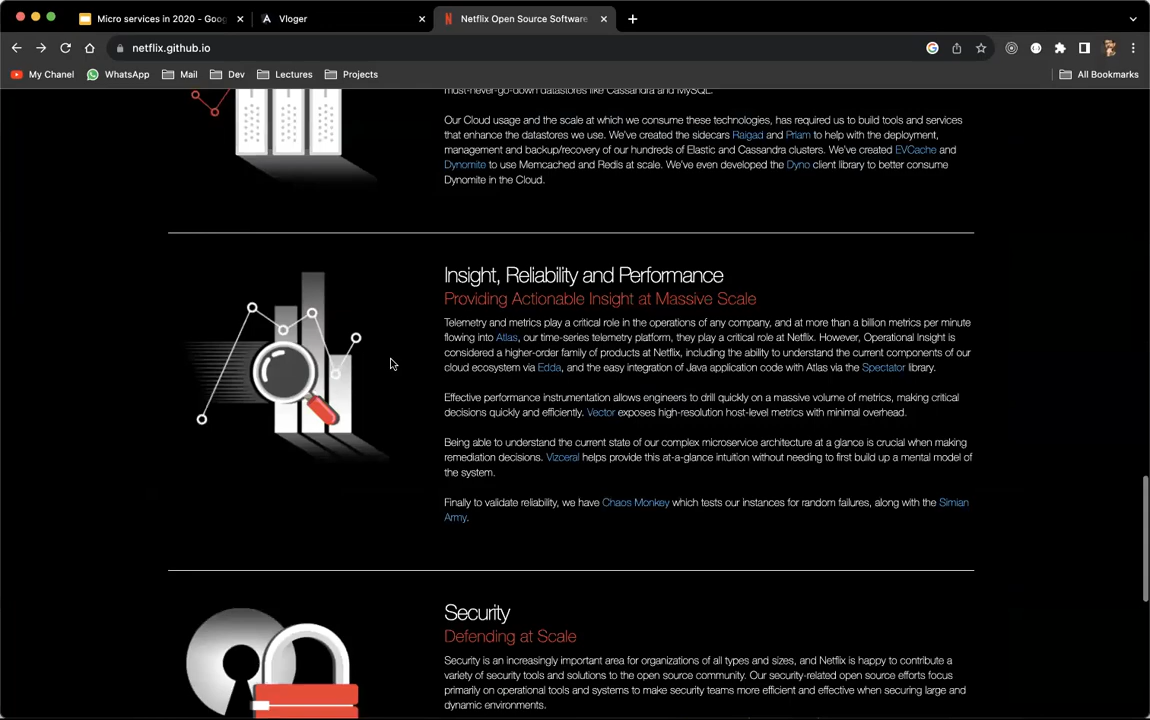 Micro services in 2020 - Goog
Vloger
Netflix Open Source Software
netflix.github.io
My Chanel
WhatsApp
Mail
Dev
Lectures
Projects
All Bookmarks
must-never-go-down datastores like Cassandra and MySQL.
Our Cloud usage and the scale at which we consume these technologies, has required us to build tools and services
that enhance the datastores we use. We've created the sidecars Raigad and Priam to help with the deployment,
management and backup/recovery of our hundreds of Elastic and Cassandra clusters. We've created EVCache and
Dynomite to use Memcached and Redis at scale. We've even developed the Dyno client library to better consume
Dynomite in the Cloud.
Insight, Reliability and Performance
Providing Actionable Insight at Massive Scale
Telemetry and metrics play a critical role in the operations of any company, and at more than a billion metrics per minute
flowing into Atlas, our time-series telemetry platform, they play a critical role at Netflix. However, Operational Insight is
considered a higher-order family of products at Netflix, including the ability to understand the current components of our
cloud ecosystem via Edda, and the easy integration of Java application code with Atlas via the Spectator library.
Effective performance instrumentation allows engineers to drill quickly on a massive volume of metrics, making critical
decisions quickly and efficiently. Vector exposes high-resolution host-level metrics with minimal overhead.
Being able to understand the current state of our complex microservice architecture at a glance is crucial when making
remediation decisions. Vizceral helps provide this at-a-glance intuition without needing to first build up a mental model of
the system.
Finally to validate reliability, we have Chaos Monkey which tests our instances for random failures, along with the Simian
Army.
Security
Defending at Scale
Security is an increasingly important area for organizations of all types and sizes, and Netflix is happy to contribute a
variety of security tools and solutions to the open source community. Our security-related open source efforts focus
primarily on operational tools and systems to make security teams more efficient and effective when securing large and
dynamic environments.